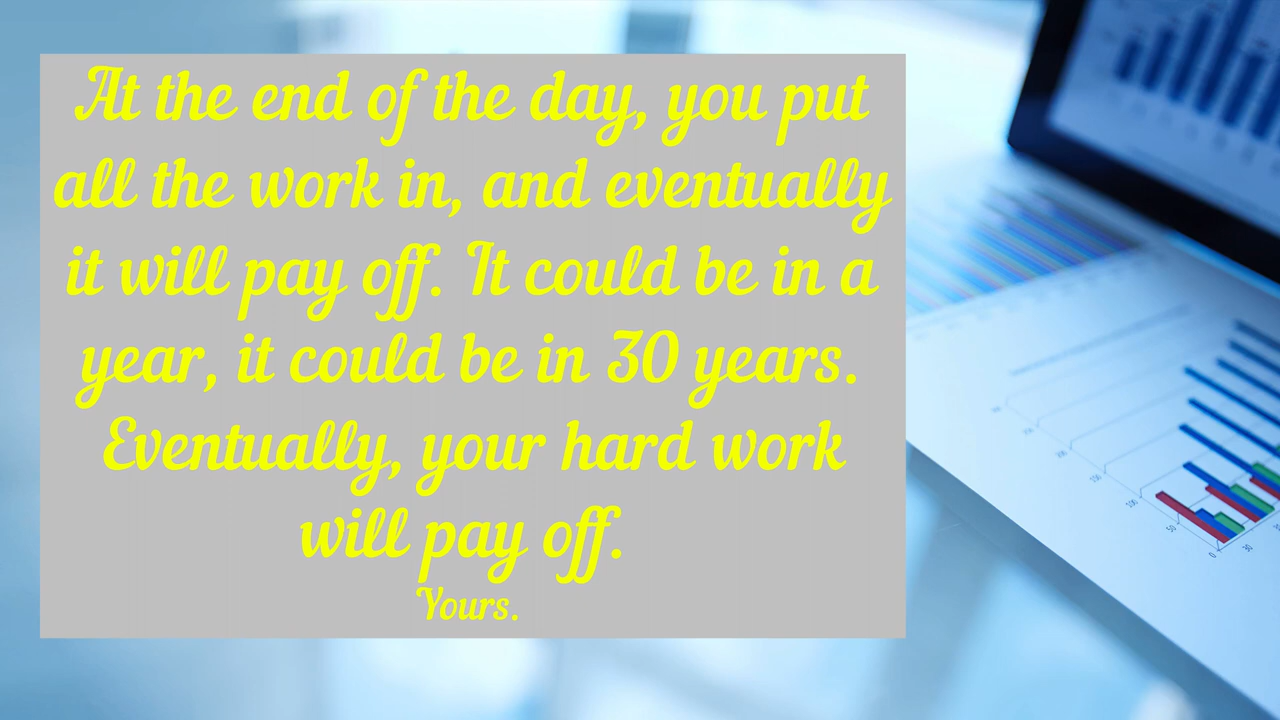 At the end of the day, you put
all the work in, and eventually
it will pay off. It could be in a
year, it could be in 30 years.
Eventually, your hard work
will pay off.
Yours.